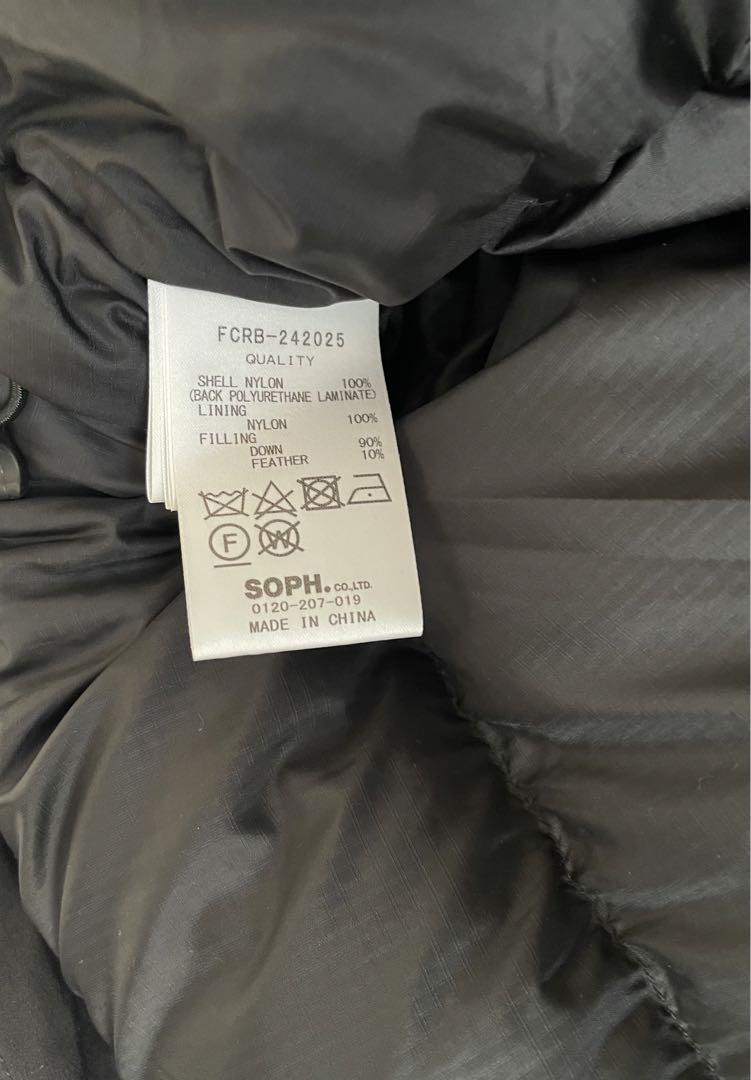 FCRB-242025
QUALITY
SHELL NYLON 100%
(BACK POLYURETHANE LAMINATE)
LINING
NYLON 100%
FILLING
DOWN 90%
FEATHER 10%
F W
SOPH. CO.,LTD.
0120-207-019
MADE IN CHINA